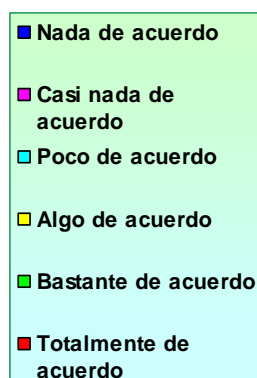 Nada de acuerdo
Casi nada de
acuerdo
Poco de acuerdo
Algo de acuerdo
Bastante de acuerdo
Totalmente de
acuerdo